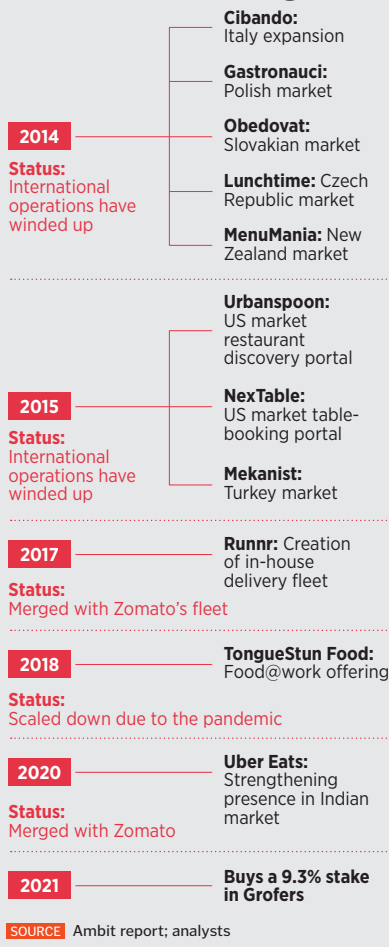 Cibando:
Italy expansion
Gastronauci:
Polish market
2014
Obedovat:
Slovakian market
Status:
International
operations have
winded up
Lunchtime: Czech
Republic market
MenuMania: New
Zealand market
Urbanspoon:
US market
restaurant
discovery portal
2015
NexTable:
US market table-
booking portal
Status:
International
operations have
winded up
Mekanist:
Turkey market
2017
Runnr: Creation
of in-house
delivery fleet
Status:
Merged with Zomato's fleet
2018
TongueStun Food:
Food@work offering
Status:
Scaled down due to the pandemic
2020
Uber Eats:
Strengthening
presence in Indian
market
Status:
Merged with Zomato
2021
Buys a 9.3% stake
in Grofers
SOURCE Ambit report; analysts